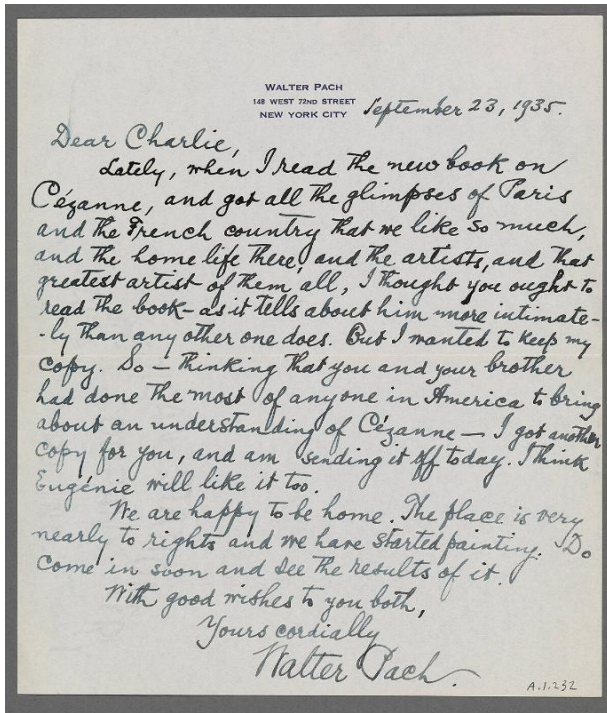 WALTER PACH
148 WEST 72ND STREET
NEW YORK CITY
September 23, 1935.
Dear Charlie,
Lately, when I read the new book on
Cézanne, and got all the glimpses of Paris
and the French country that we like so much,
and the home life there, and the artists, and that
greatest artist of them all, I thought you ought to
read the book – as it tells about him more intimate-
-ly than any other one does. But I wanted to keep my
copy. So – thinking that you and your brother
had done the most of anyone in America to bring
about an understanding of Cézanne – I got another
copy for you, and am sending it off today. I think
Eugénie will like it too.
We are happy to be home. The place is very
nearly to rights and we have started painting. Do
come in soon and see the results of it.
With good wishes to you both,
Yours cordially
Walter Pach.
A.1.232